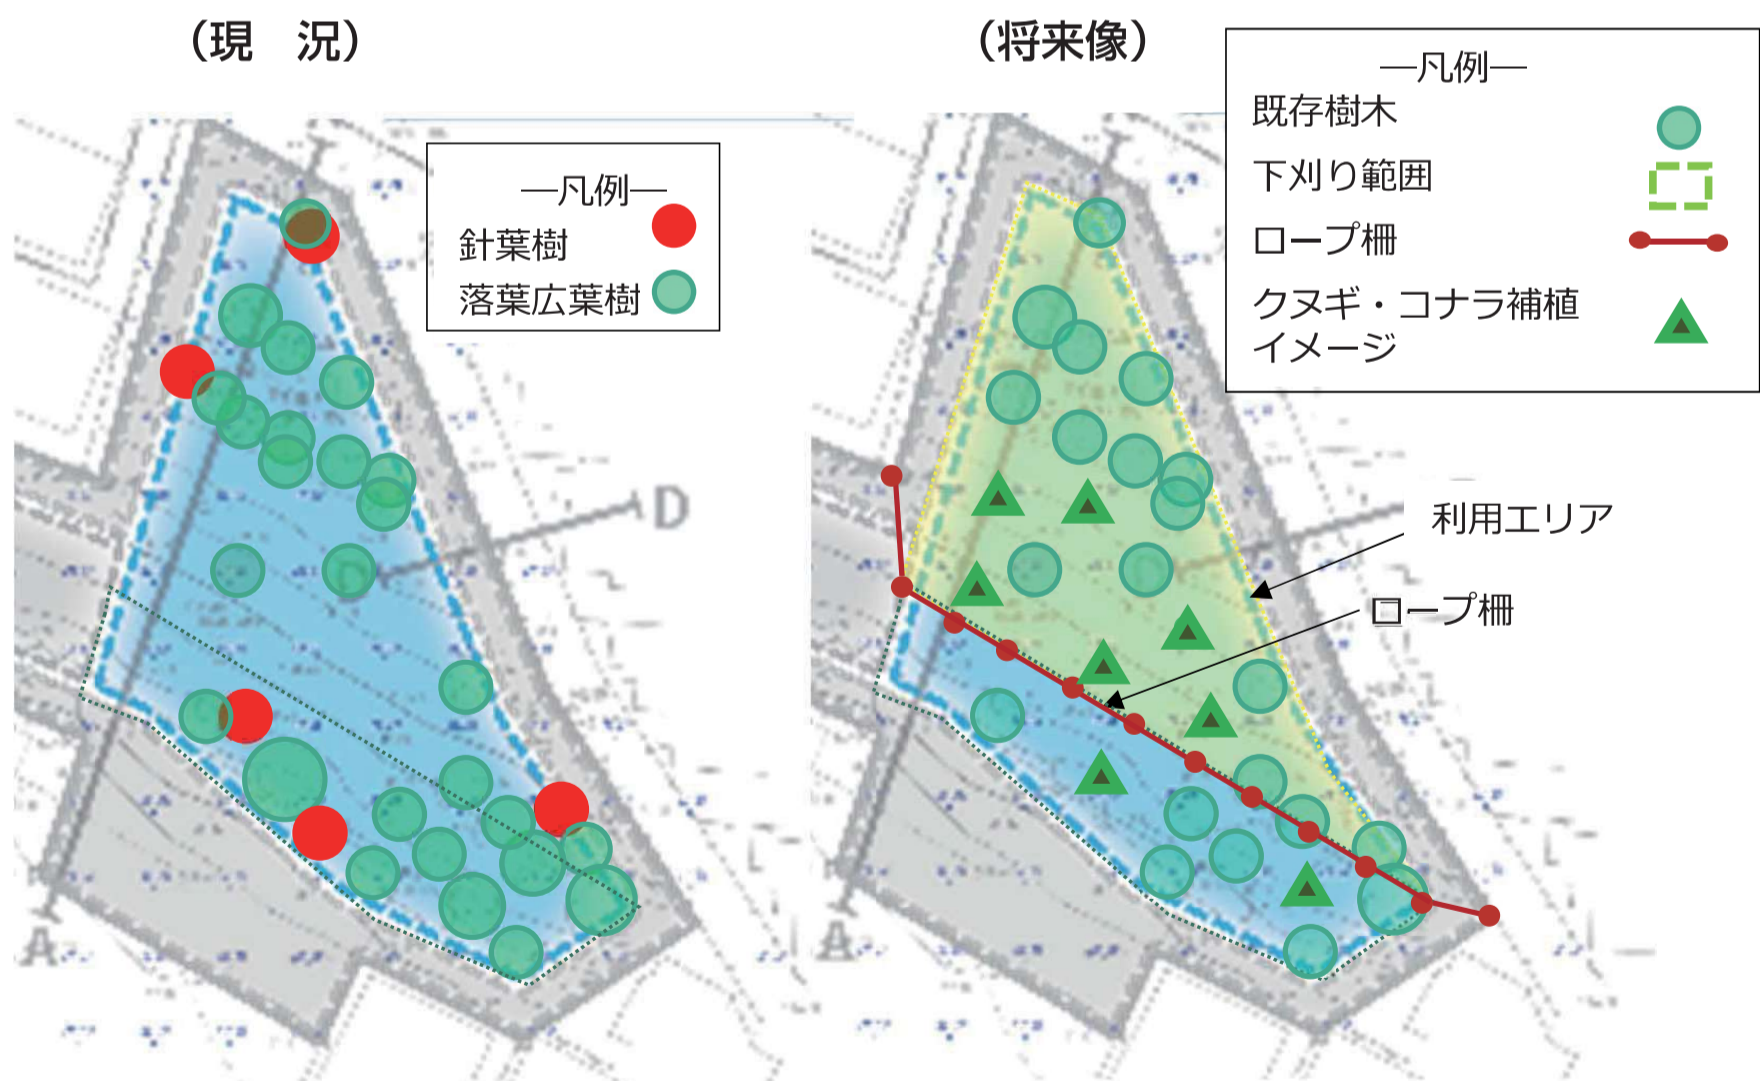 （現　況）
―凡例―
針葉樹
落葉広葉樹
D
A
（将来像）
―凡例―
既存樹木
下刈り範囲
ロープ柵
クヌギ・コナラ補植
イメージ
利用エリア
ロープ柵
A